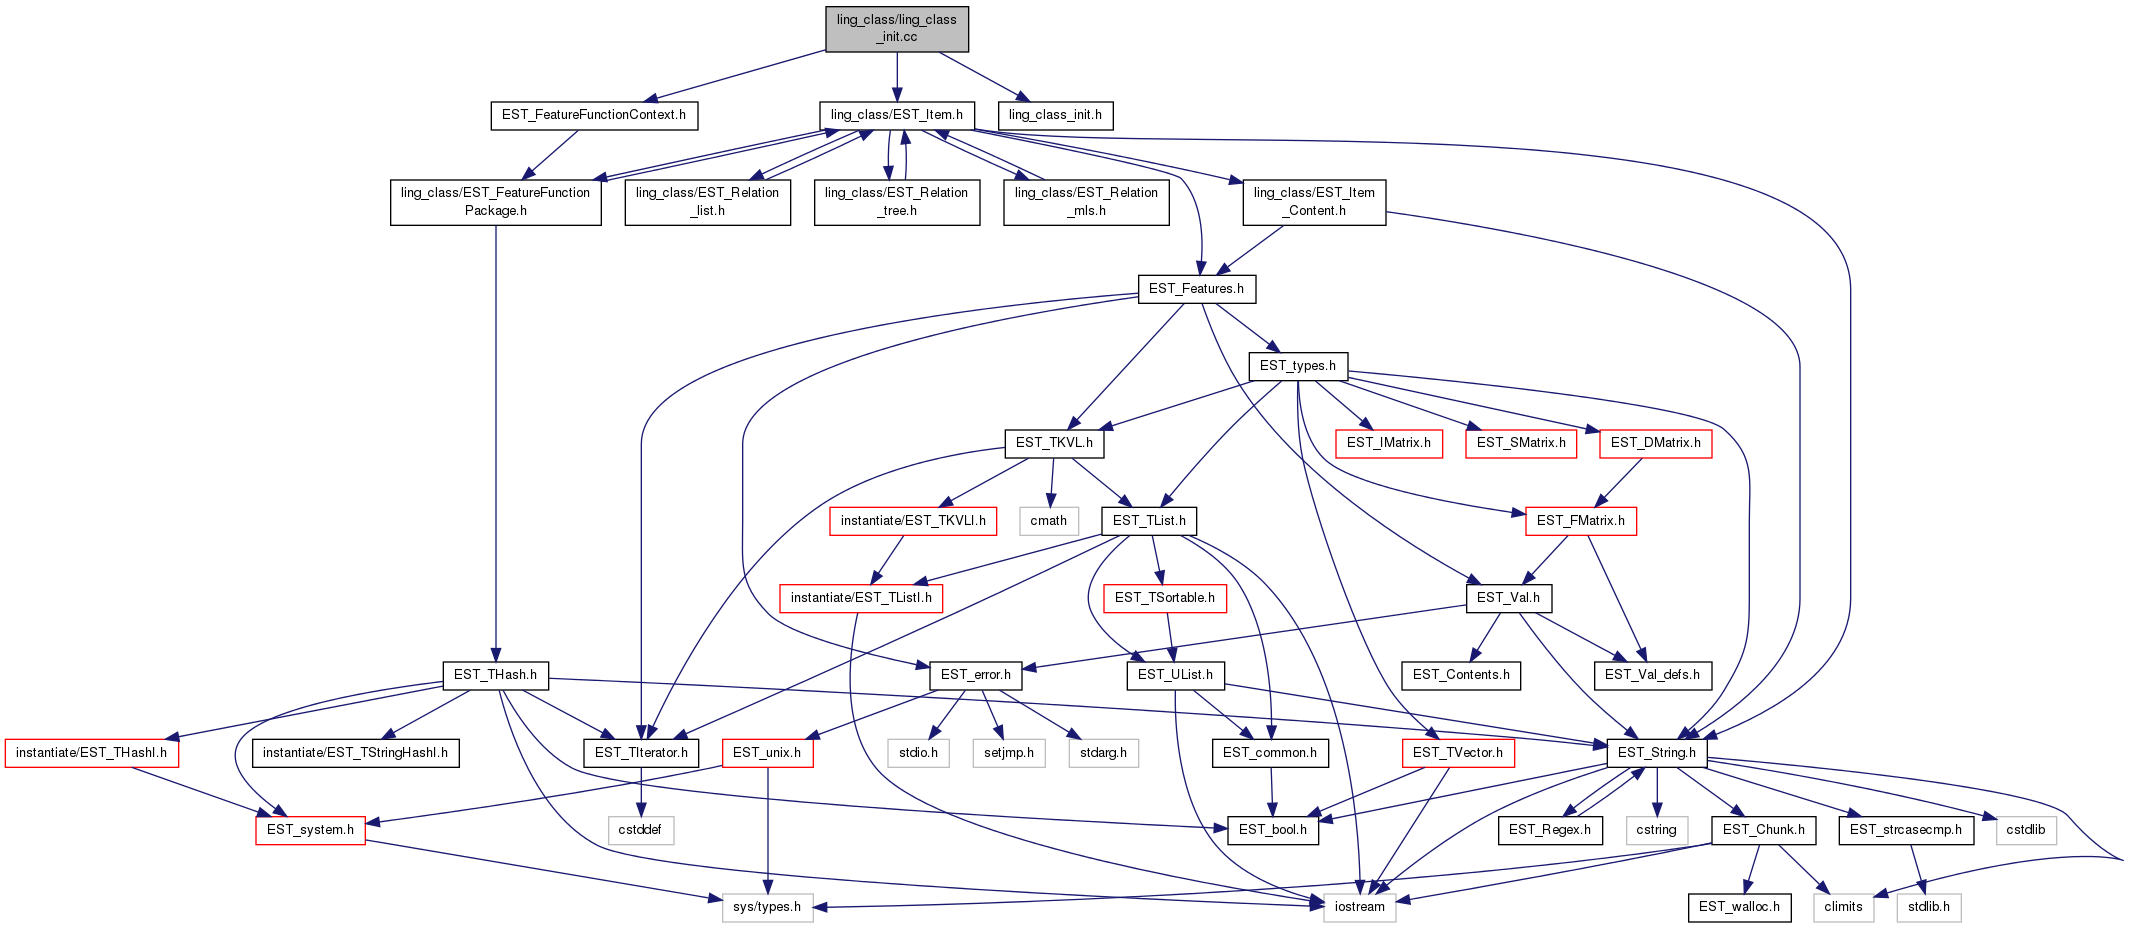 ling_class/ling_class
_init.cc
EST_FeatureFunctionContext.h
ling_class/EST_Item.h
ling_class_init.h
ling_class/EST_FeatureFunction
Package.h
ling_class/EST_Relation
_list.h
ling_class/EST_Relation
_tree.h
ling_class/EST_Relation
_mls.h
ling_class/EST_Item
_Content.h
EST_Features.h
EST_types.h
EST_TKVL.h
EST_IMatrix.h
EST_SMatrix.h
EST_DMatrix.h
instantiate/EST_TKVLI.h
cmath
EST_TList.h
EST_FMatrix.h
instantiate/EST_TListI.h
EST_TSortable.h
EST_Val.h
EST_THash.h
EST_error.h
EST_UList.h
EST_Contents.h
EST_Val_defs.h
instantiate/EST_THashI.h
instantiate/EST_TStringHashI.h
EST_TIterator.h
EST_unix.h
stdio.h
setjmp.h
stdarg.h
EST_common.h
EST_TVector.h
EST_String.h
EST_system.h
cstddef
EST_bool.h
EST_Regex.h
cstring
EST_Chunk.h
EST_strcasecmp.h
cstdlib
sys/types.h
iostream
EST_walloc.h
climits
stdlib.h